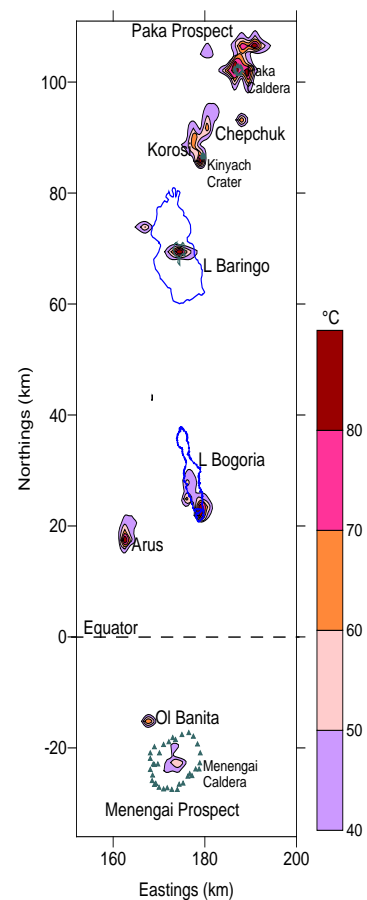 Paka Prospect
100
Paka
Caldera
Chepchuk
Korosi
Kinyach
Crater
80
L Baringo
60
°C
Northings (km)
40
80
L Bogoria
70
20
Arus
Equator
0
60
Ol Banita
50
-20
Menengai
Caldera
Menengai Prospect
40
160
180
200
Eastings (km)